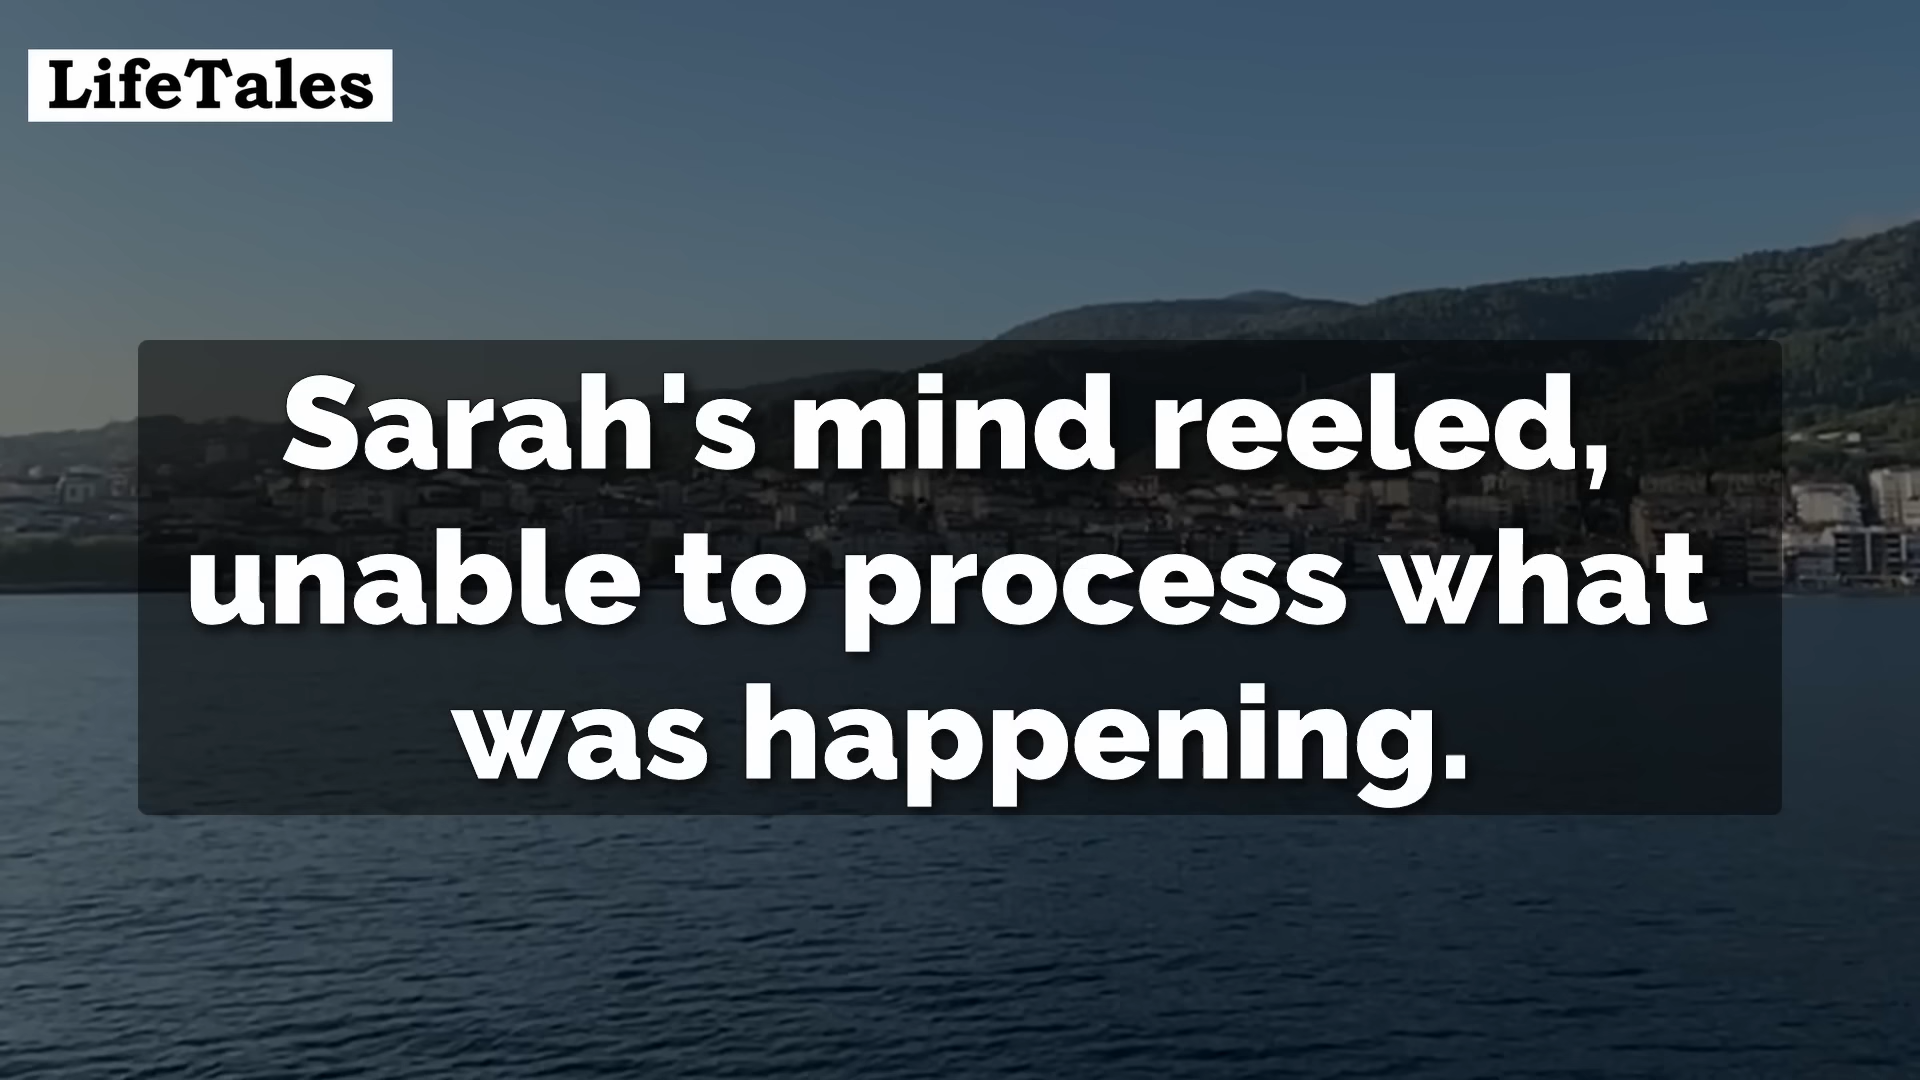 LifeTales
Sarah's mind reeled,
unable to process what
was happening.